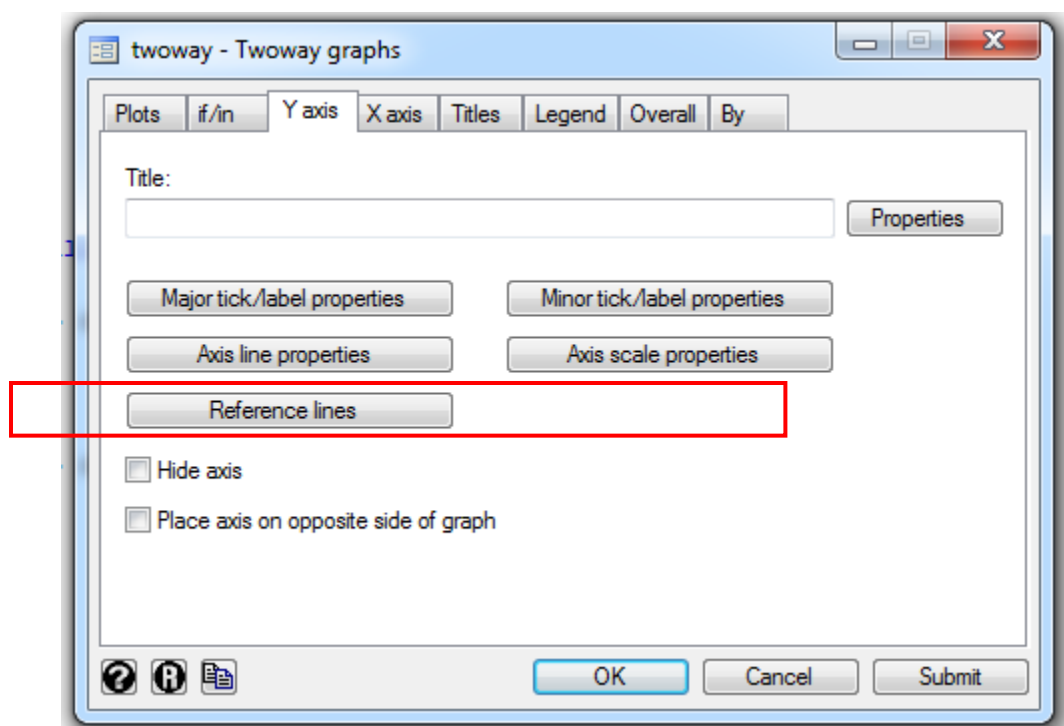 twoway - Twoway graphs
Plots if/in Y axis X axis Titles Legend Overall By
Title:
Properties
Major tick/label properties Minor tick/label properties
Axis line properties Axis scale properties
Reference lines
Hide axis
Place axis on opposite side of graph
? R OK Cancel Submit